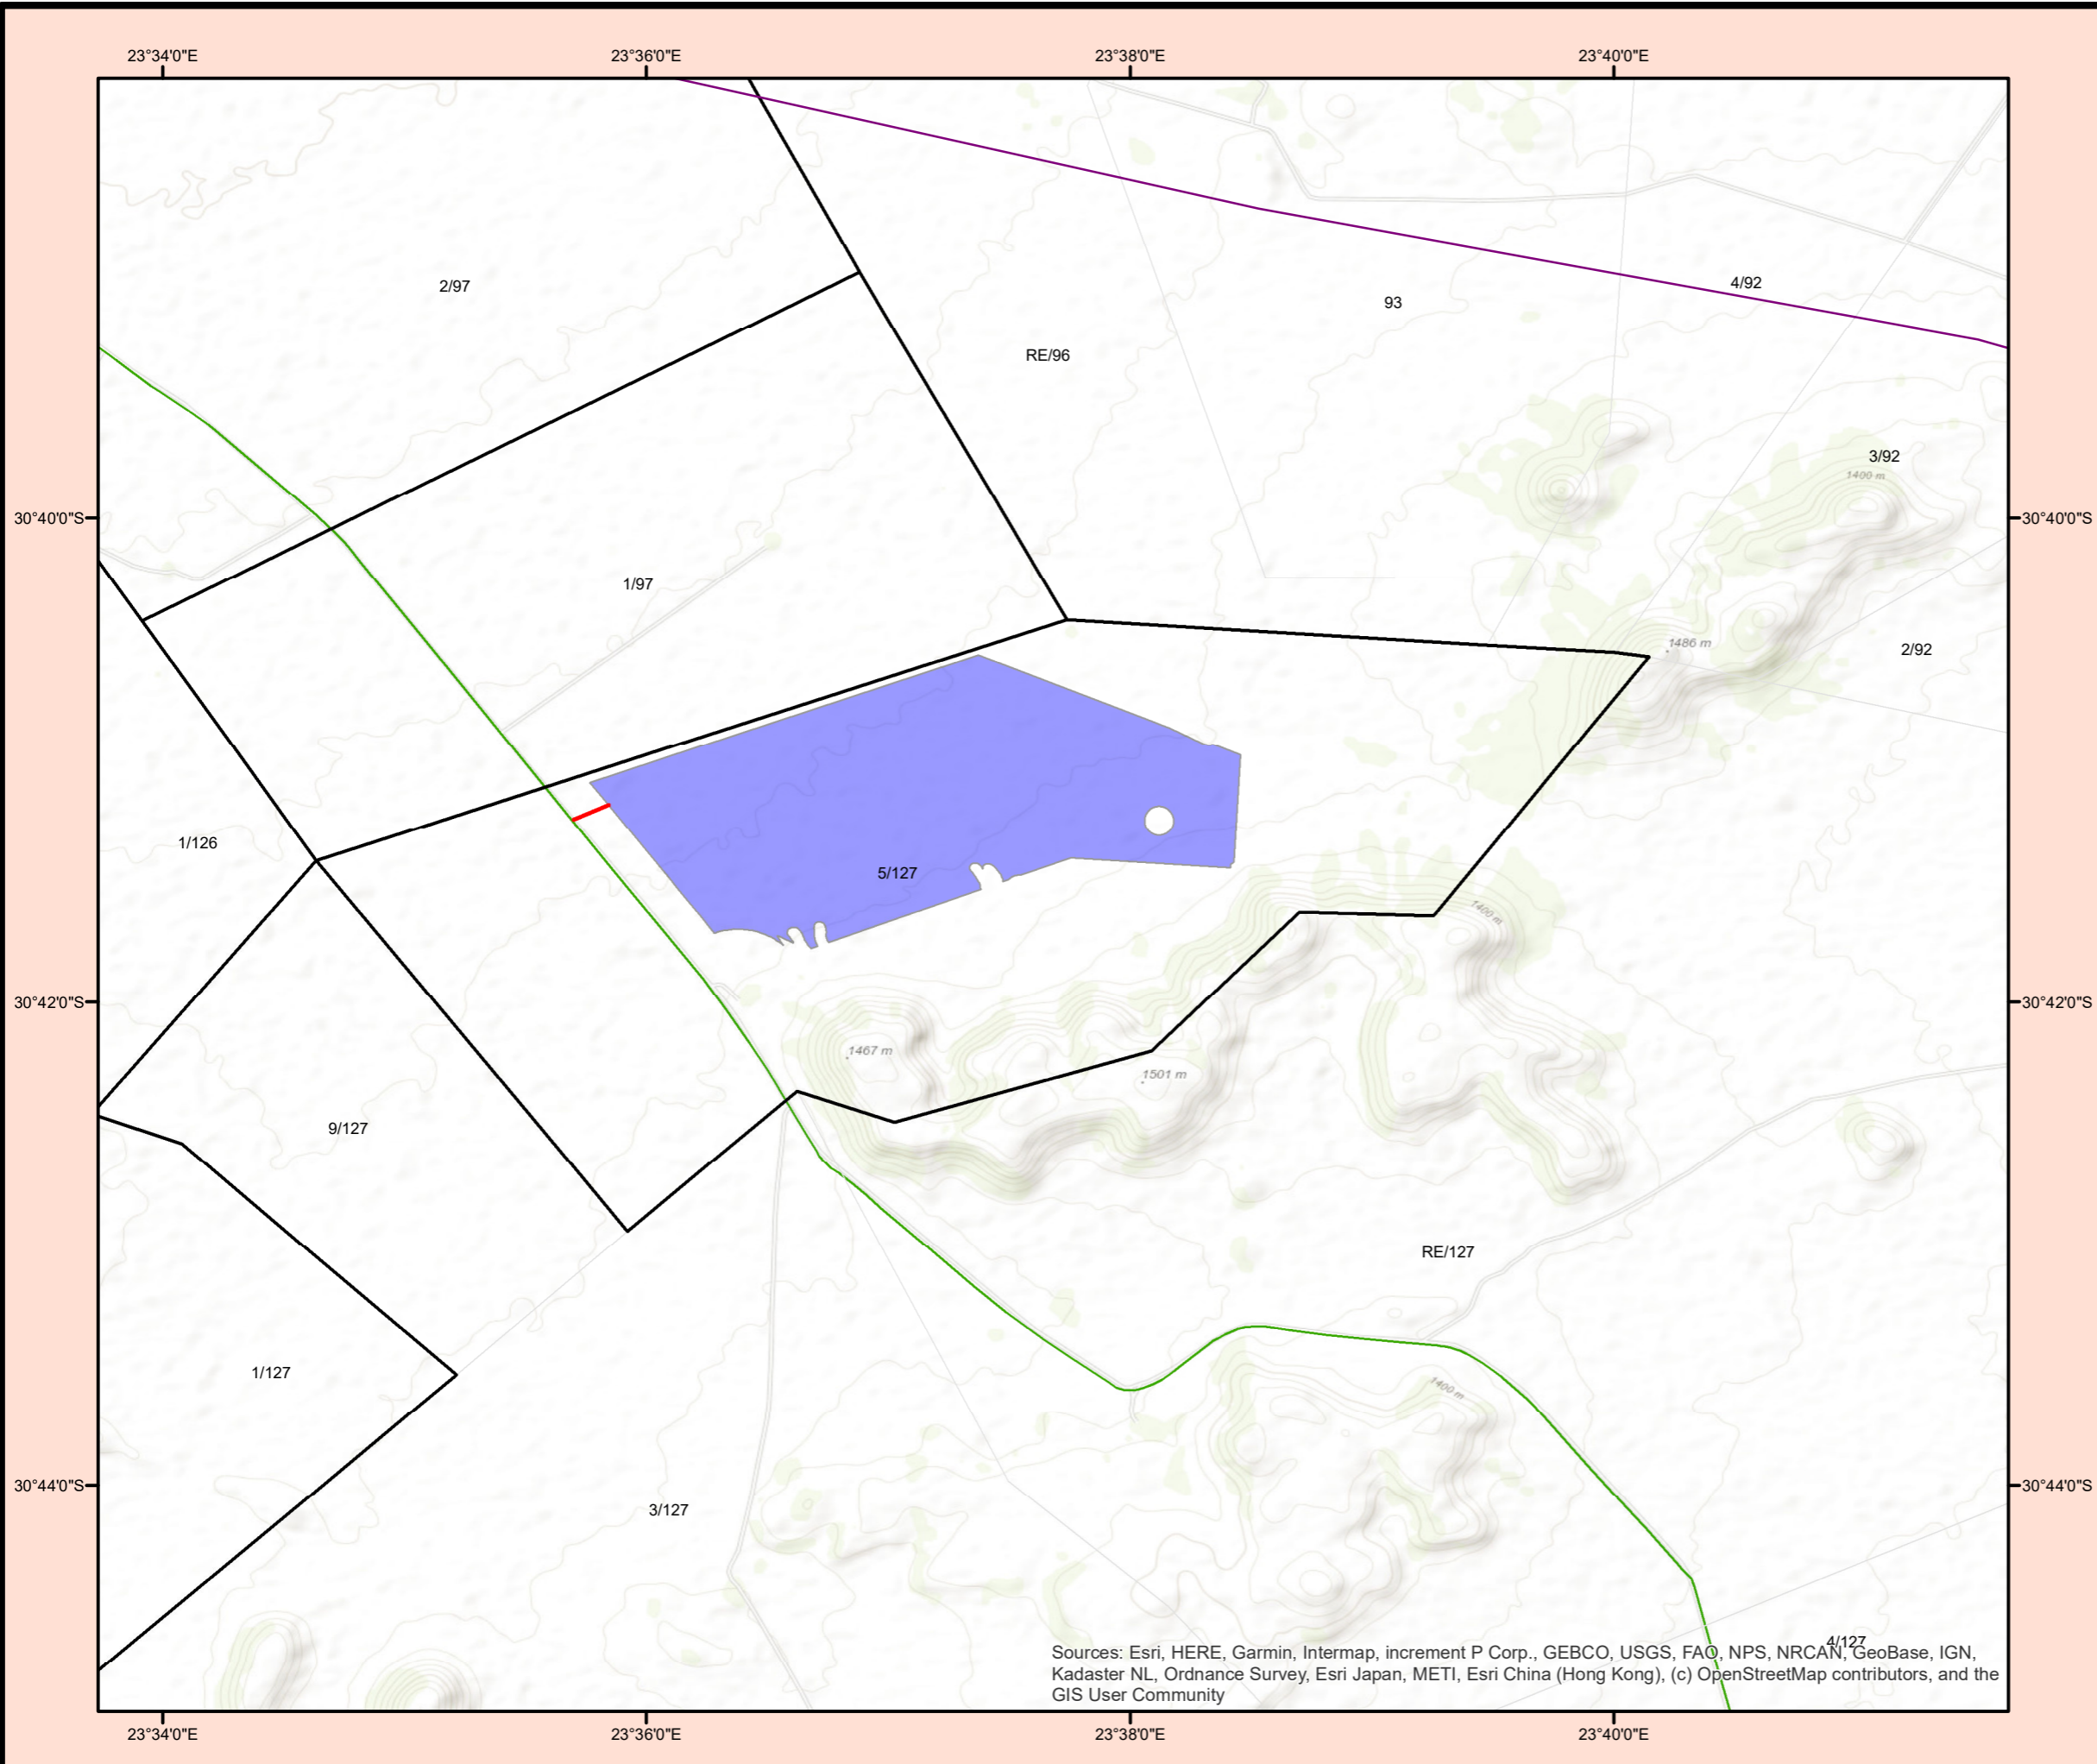 23°34'0"E
23°36'0"E
23°38'0"E
23°40'0"E
2/97
4/92
93
RE/96
3/92
1400 m
30°40'0"S
30°40'0"S
1/97
1486 m
2/92
1/126
5/127
1400 m
30°42'0"S
30°42'0"S
1467 m
1501 m
9/127
RE/127
1/127
1400 m
30°44'0"S
30°44'0"S
3/127
4/127
Sources: Esri, HERE, Garmin, Intermap, increment P Corp., GEBCO, USGS, FAO, NPS, NRCAN, GeoBase, IGN,
Kadaster NL, Ordnance Survey, Esri Japan, METI, Esri China (Hong Kong), (c) OpenStreetMap contributors, and the
GIS User Community
23°34'0"E
23°36'0"E
23°38'0"E
23°40'0"E